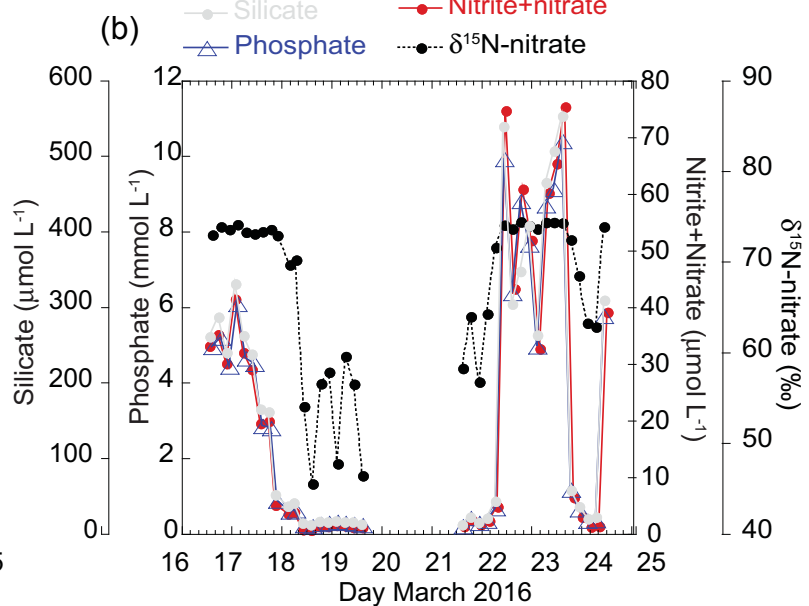 Silicate
Nitrite+nitrate
(b)
Phosphate
δ¹⁵N-nitrate
600
500
400
300
200
100
0
Silicate (μmol L⁻¹)
12
10
8
6
4
2
0
Phosphate (mmol L⁻¹)
80
70
60
50
40
30
20
10
0
Nitrite+Nitrate (μmol L⁻¹)
90
80
70
60
50
40
δ¹⁵N-nitrate (‰)
16 17 18 19 20 21 22 23 24 25
Day March 2016
5